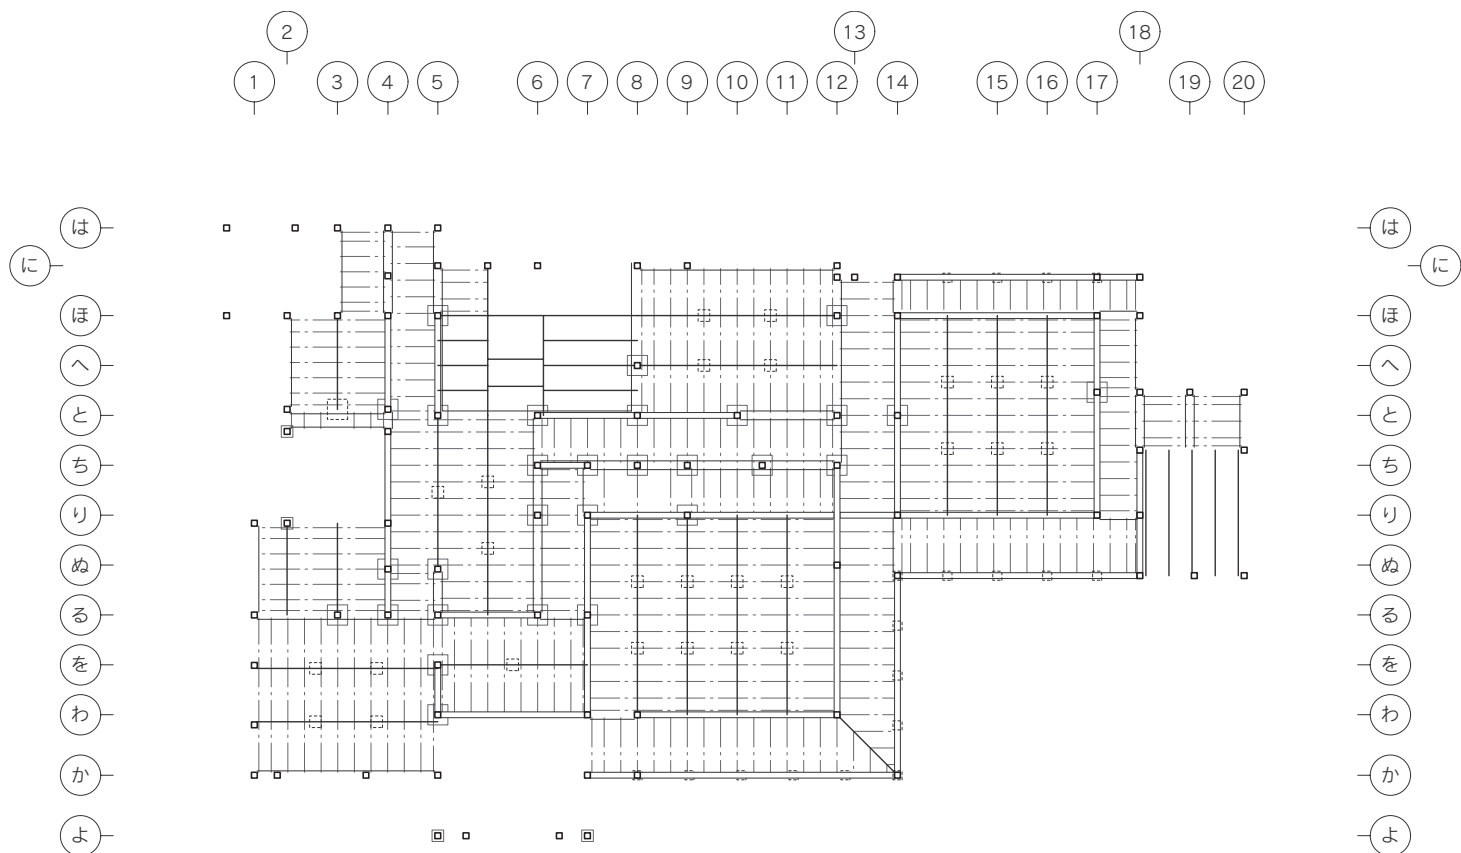 2 13 18
1 3 4 5 6 7 8 9 10 11 12 14 15 16 17 19 20
は は
に に
ほ ほ
へ へ
と と
ち ち
り り
ぬ ぬ
る る
を を
わ わ
か か
よ よ